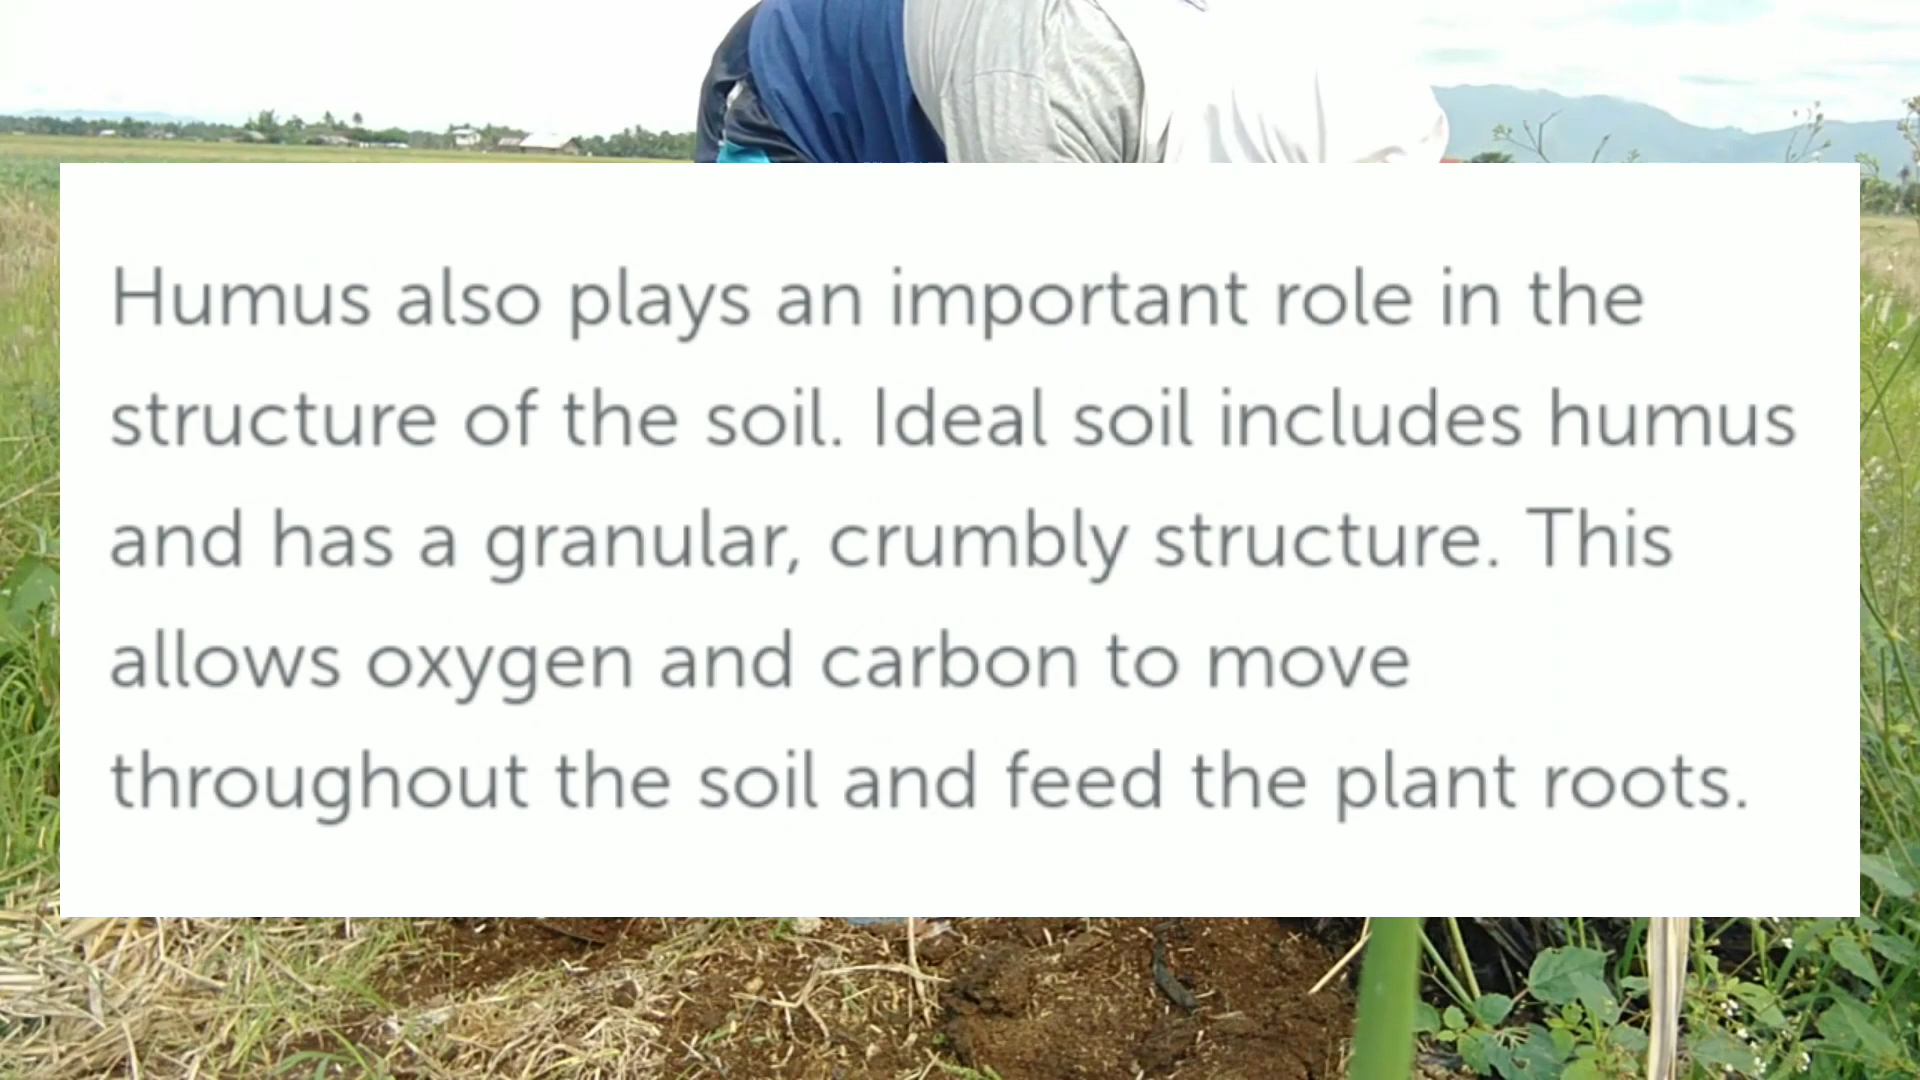 Humus also plays an important role in the
structure of the soil. Ideal soil includes humus
and has a granular, crumbly structure. This
allows oxygen and carbon to move
throughout the soil and feed the plant roots.